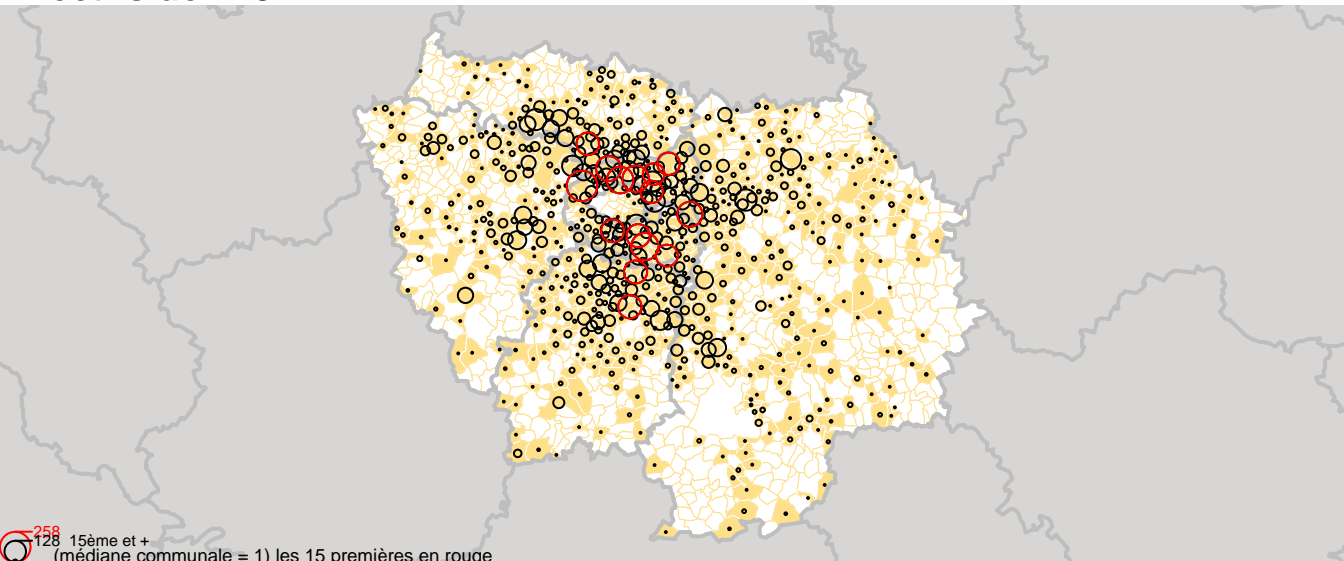 258
128 15ème et +
(médiane communale = 1) les 15 premières en rouge